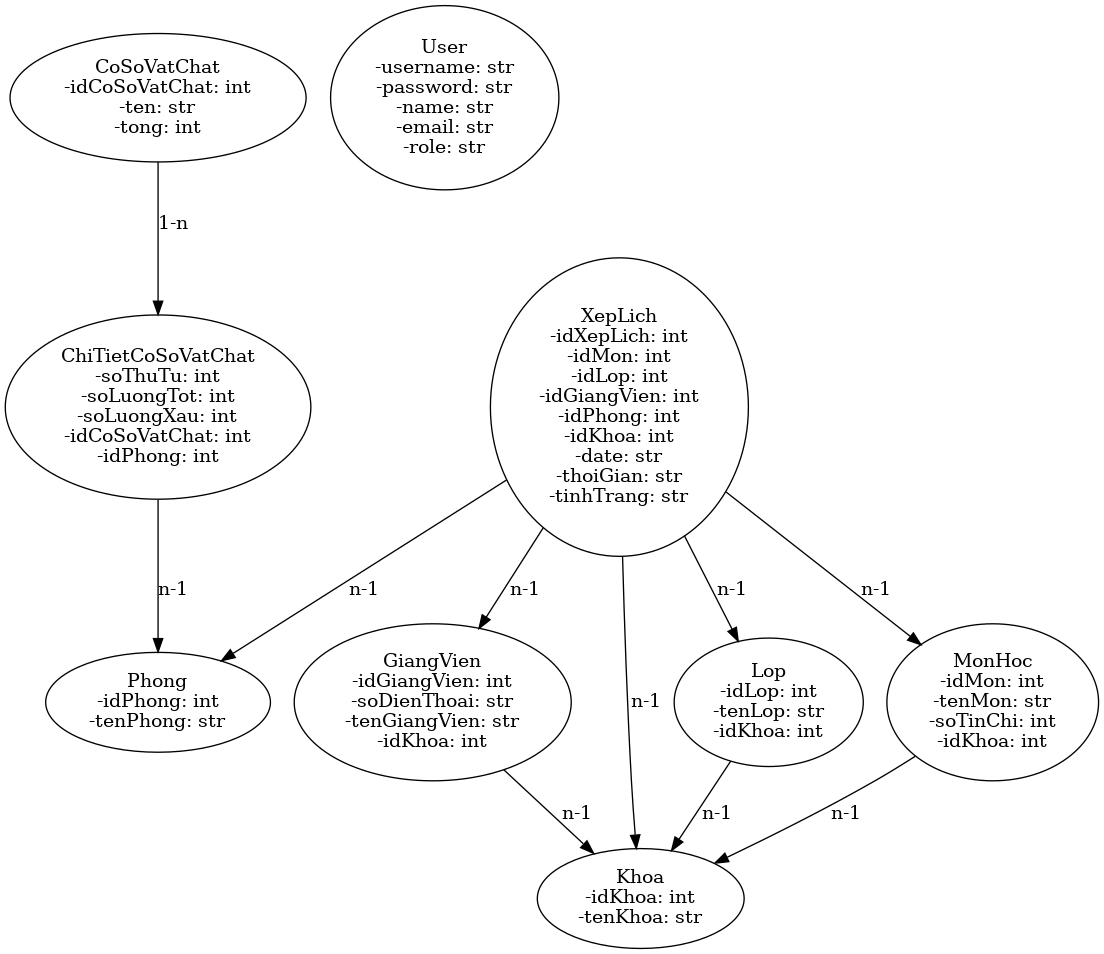 CoSoVatChat
-idCoSoVatChat: int
-ten: str
-tong: int
User
-username: str
-password: str
-name: str
-email: str
-role: str
1-n
ChiTietCoSoVatChat
-soThuTu: int
-soLuongTot: int
-soLuongXau: int
-idCoSoVatChat: int
-idPhong: int
XepLich
-idXepLich: int
-idMon: int
-idLop: int
-idGiangVien: int
-idPhong: int
-idKhoa: int
-date: str
-thoiGian: str
-tinhTrang: str
n-1
n-1
n-1
n-1
n-1
n-1
Phong
-idPhong: int
-tenPhong: str
GiangVien
-idGiangVien: int
-soDienThoai: str
-tenGiangVien: str
-idKhoa: int
Lop
-idLop: int
-tenLop: str
-idKhoa: int
MonHoc
-idMon: int
-tenMon: str
-soTinChi: int
-idKhoa: int
n-1
n-1
n-1
Khoa
-idKhoa: int
-tenKhoa: str